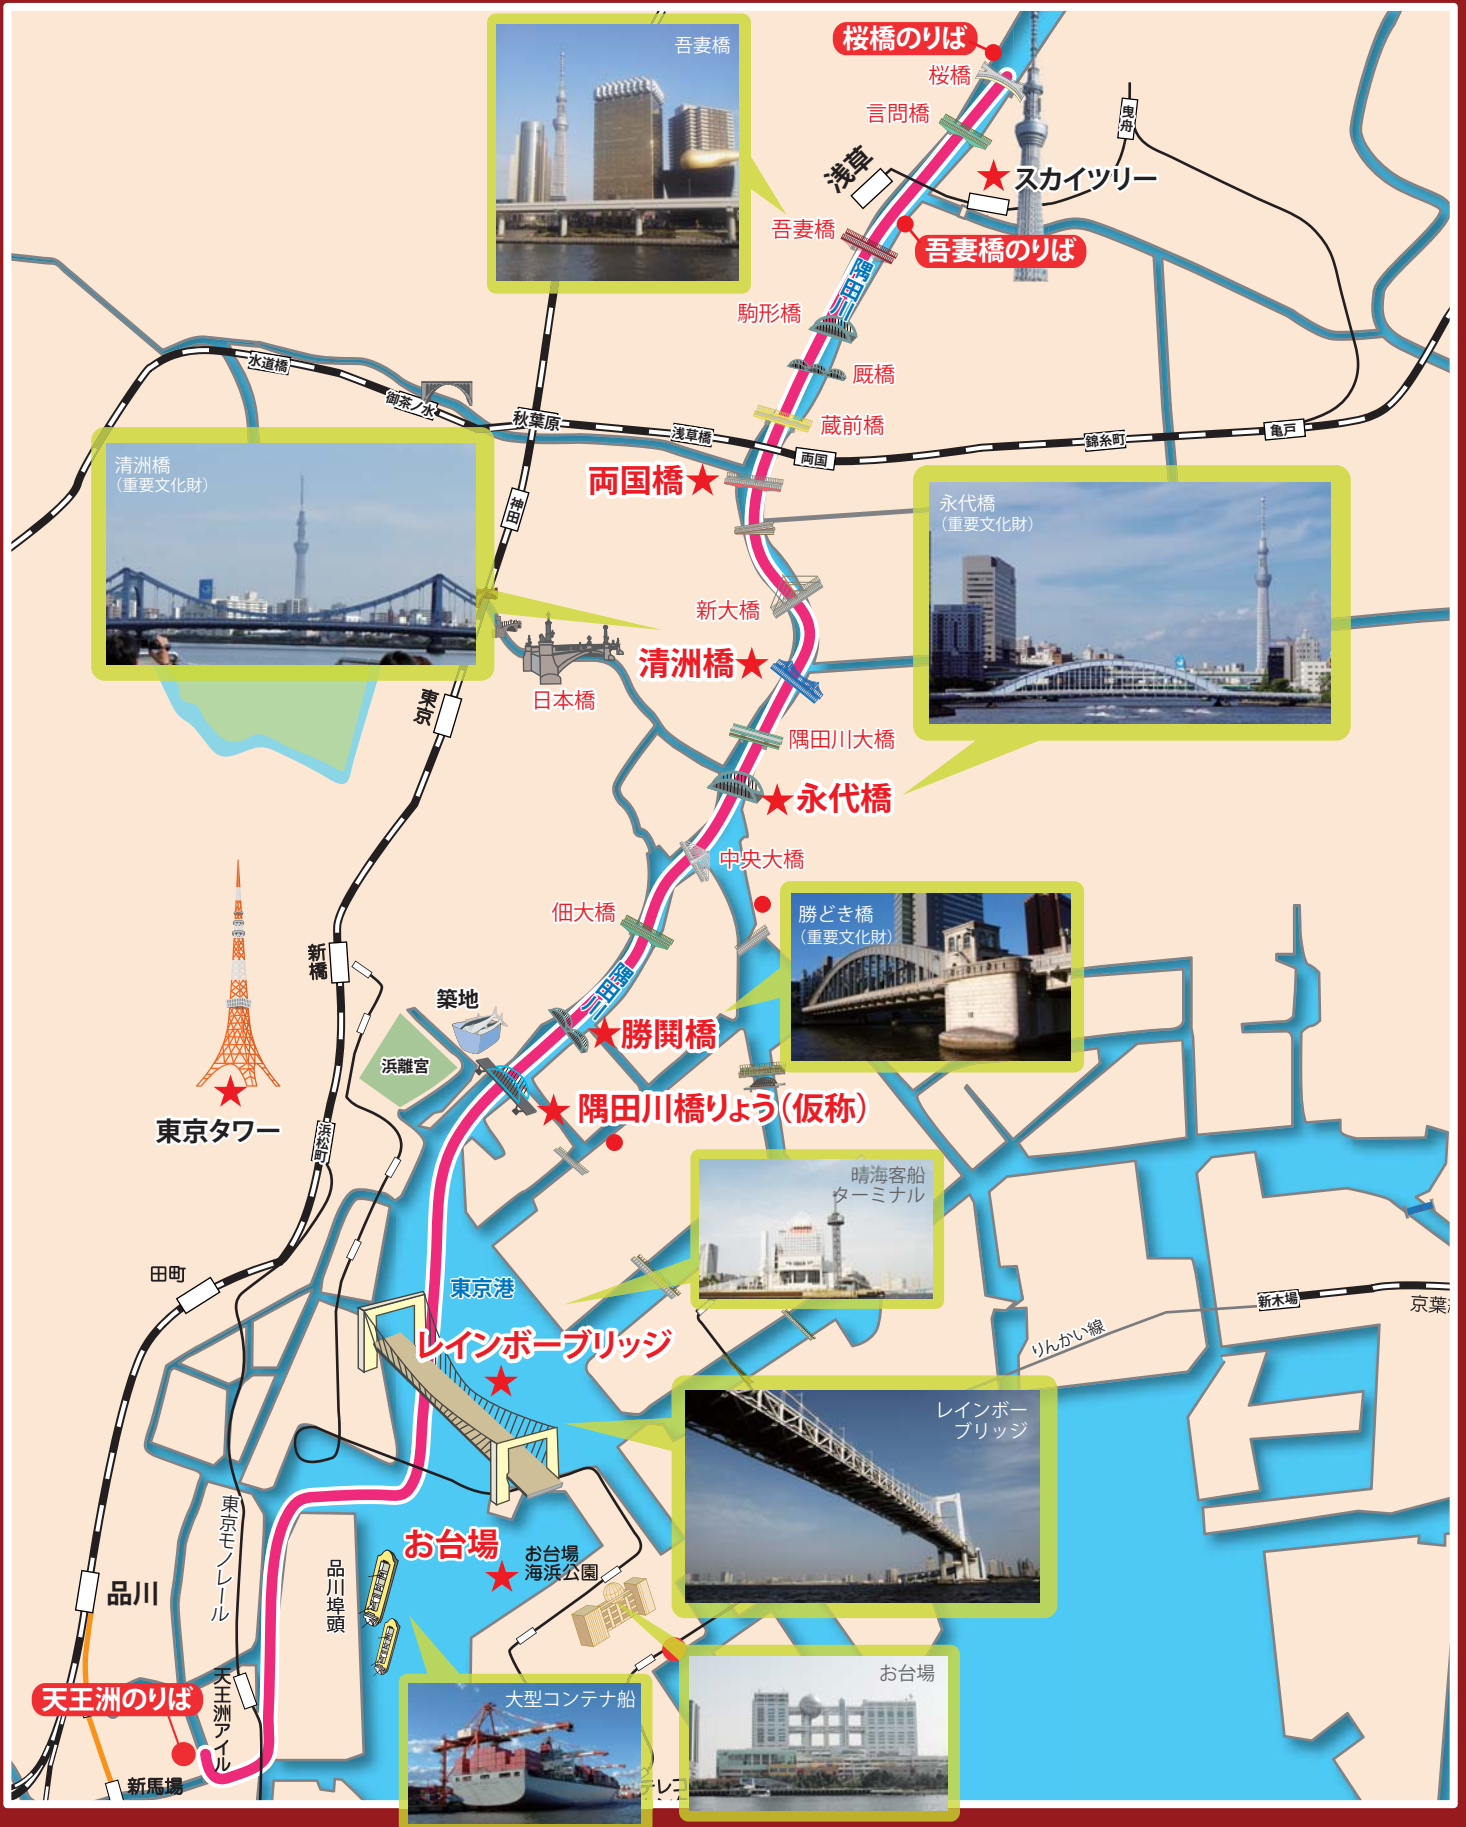 吾妻橋
桜橋のりば
桜橋
言問橋
曳舟
浅草
スカイツリー
吾妻橋
吾妻橋のりば
隅田川
駒形橋
厩橋
水道橋
御茶ノ水
秋葉原
浅草橋
蔵前橋
両国
錦糸町
亀戸
清洲橋
（重要文化財）
両国橋
神田
永代橋
（重要文化財）
新大橋
清洲橋
日本橋
東京
隅田川大橋
永代橋
中央大橋
佃大橋
勝どき橋
（重要文化財）
新橋
隅田川
築地
勝鬨橋
浜離宮
隅田川橋りょう（仮称）
東京タワー
浜松町
晴海客船
ターミナル
田町
東京港
新木場
京葉
りんかい線
レインボーブリッジ
レインボー
ブリッジ
東京モノレール
お台場
お台場
海浜公園
品川
品川埠頭
天王洲アイル
天王洲のりば
お台場
大型コンテナ船
新馬場
テレコ